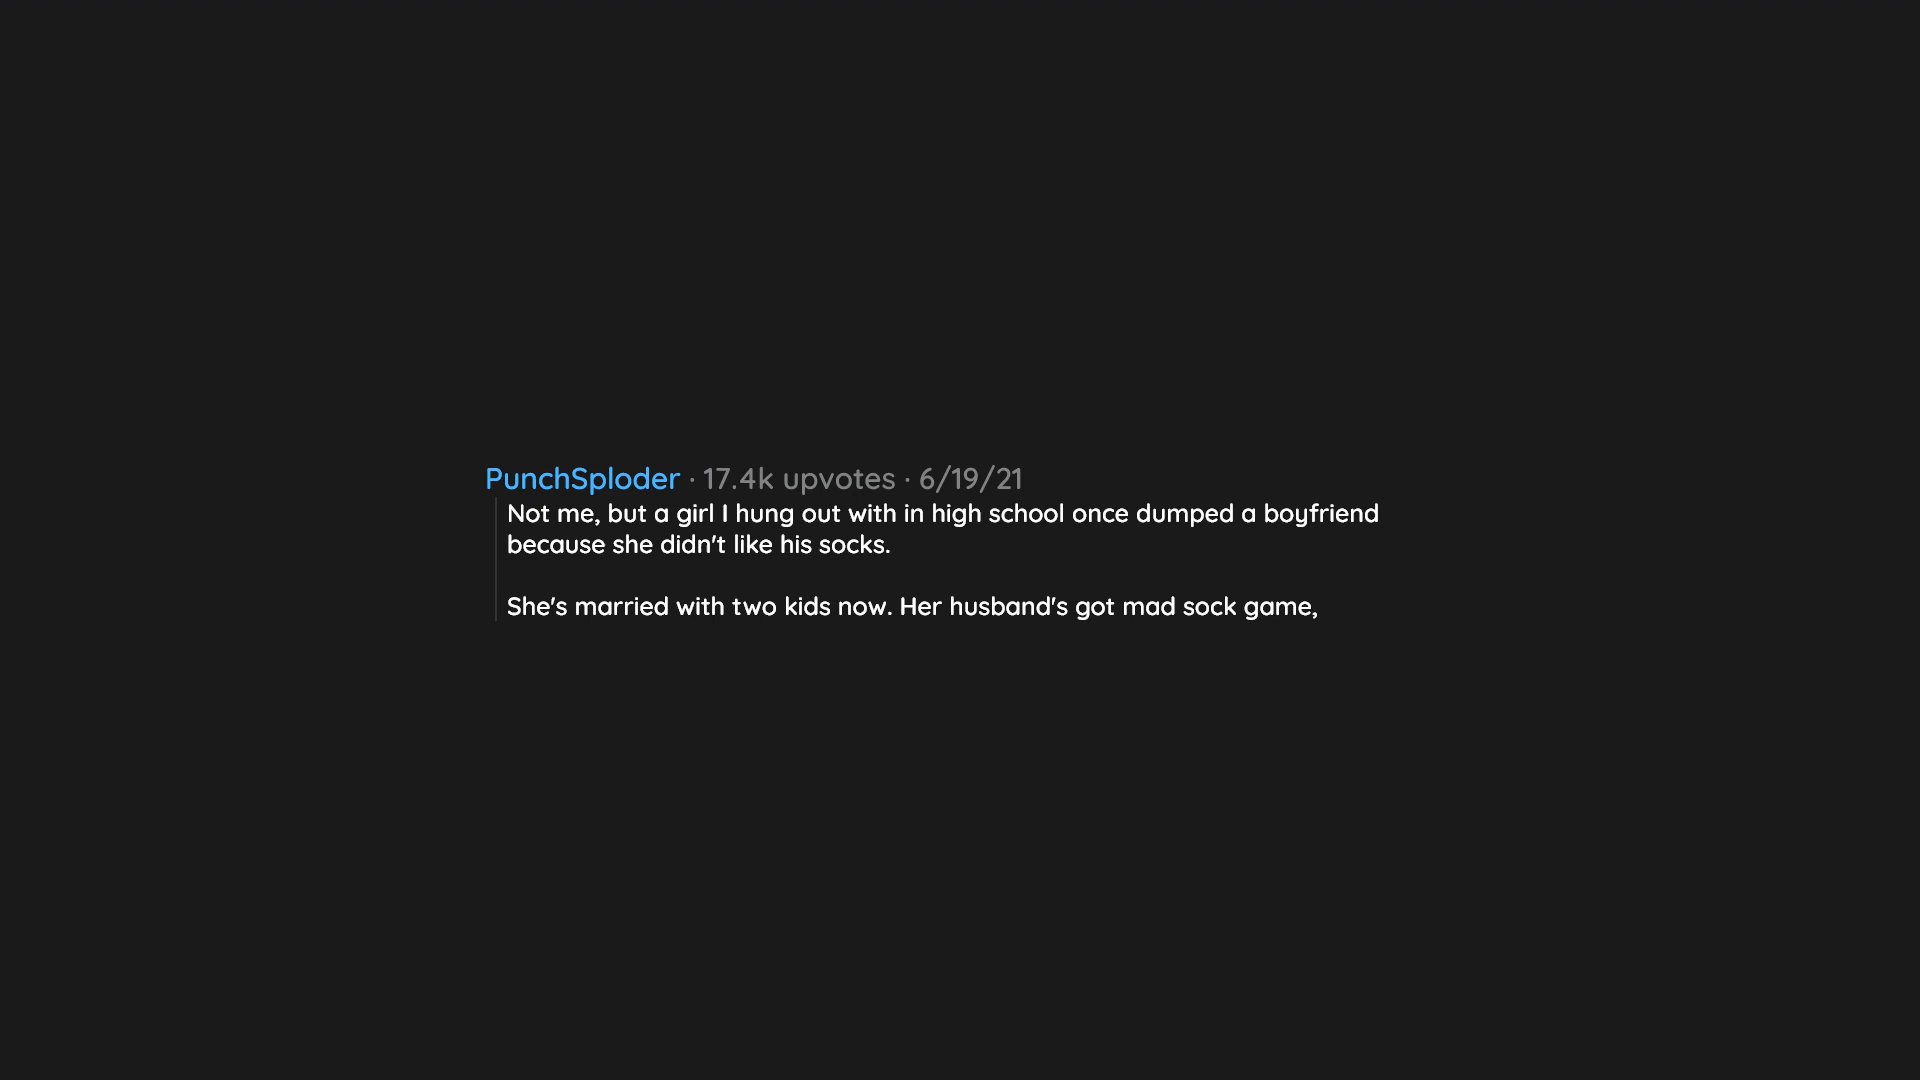 PunchSploder · 17.4k upvotes · 6/19/21
Not me, but a girl I hung out with in high school once dumped a boyfriend
because she didn't like his socks.
She's married with two kids now. Her husband's got mad sock game,